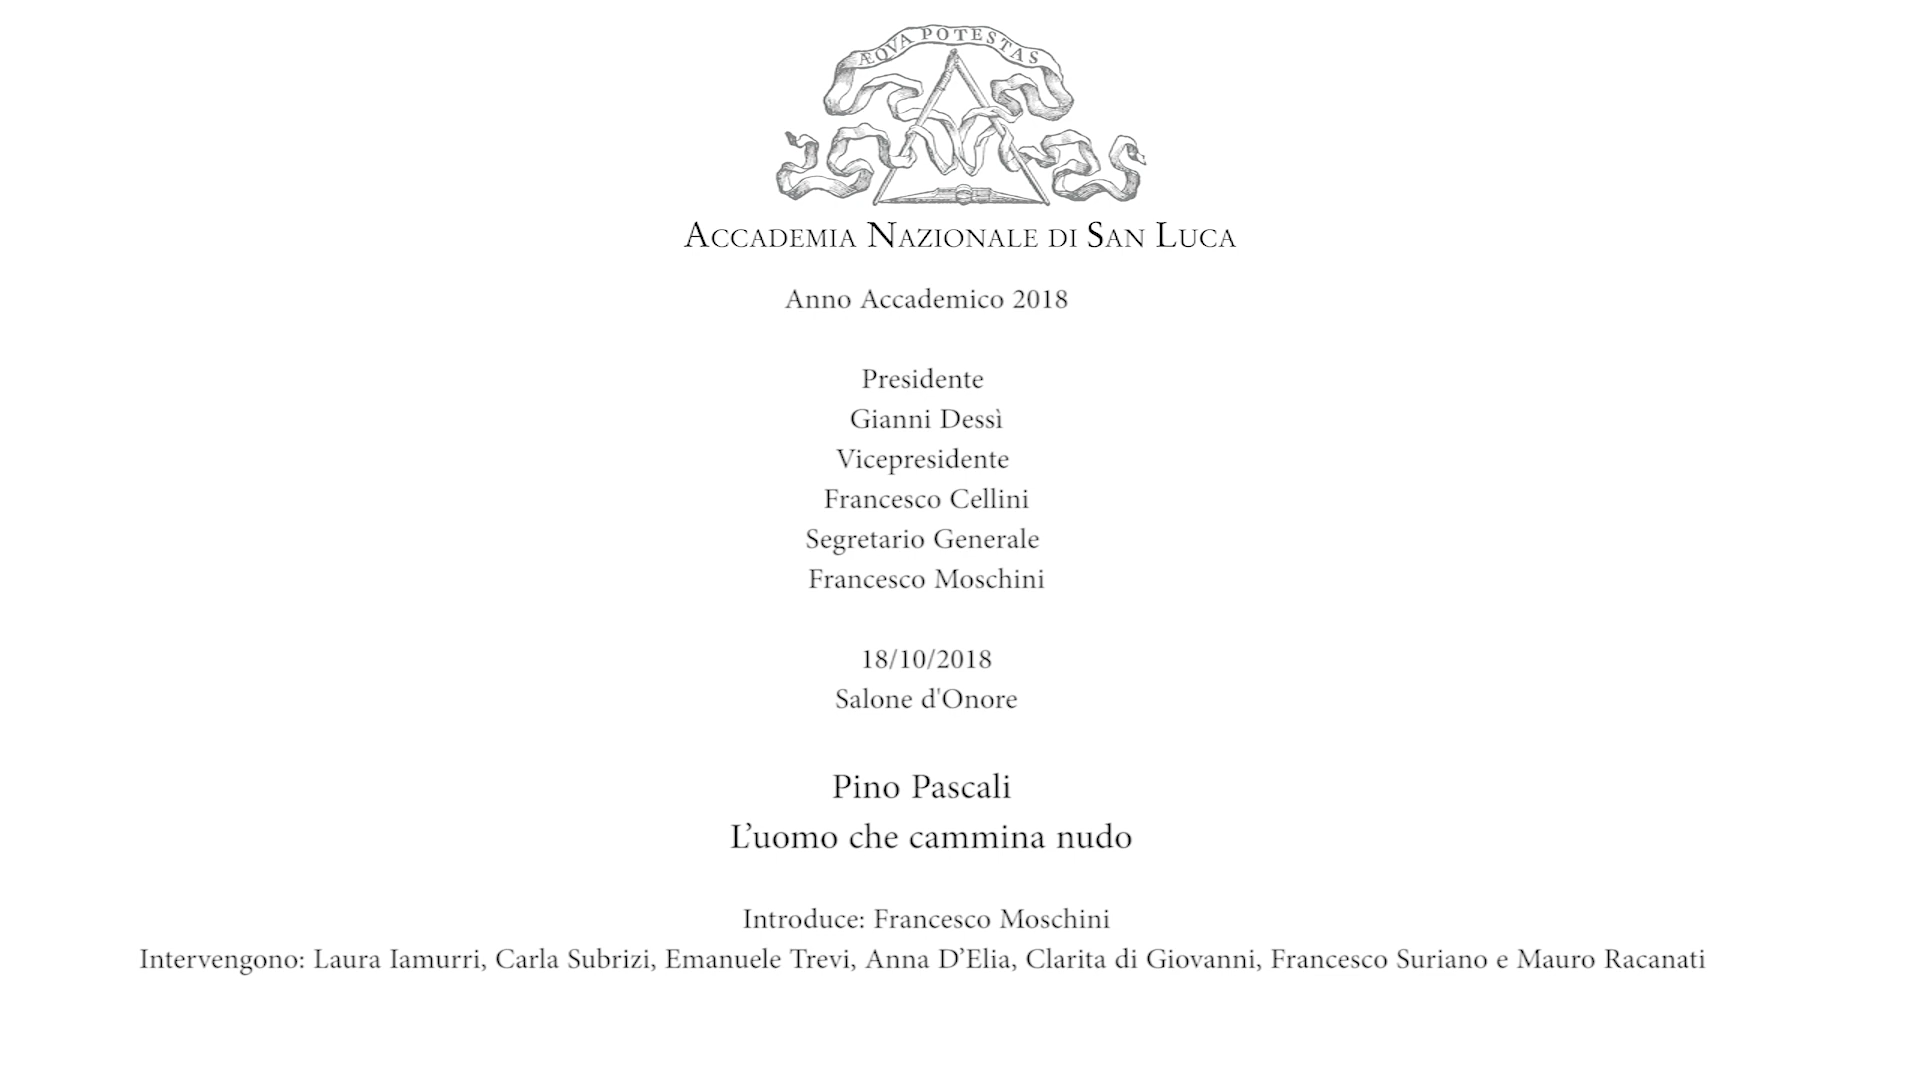 ÆQVA POTESTAS
Accademia Nazionale di San Luca
Anno Accademico 2018
Presidente
Gianni Dessì
Vicepresidente
Francesco Cellini
Segretario Generale
Francesco Moschini
18/10/2018
Salone d'Onore
Pino Pascali
L’uomo che cammina nudo
Introduce: Francesco Moschini
Intervengono: Laura Iamurri, Carla Subrizi, Emanuele Trevi, Anna D’Elia, Clarita di Giovanni, Francesco Suriano e Mauro Racanati